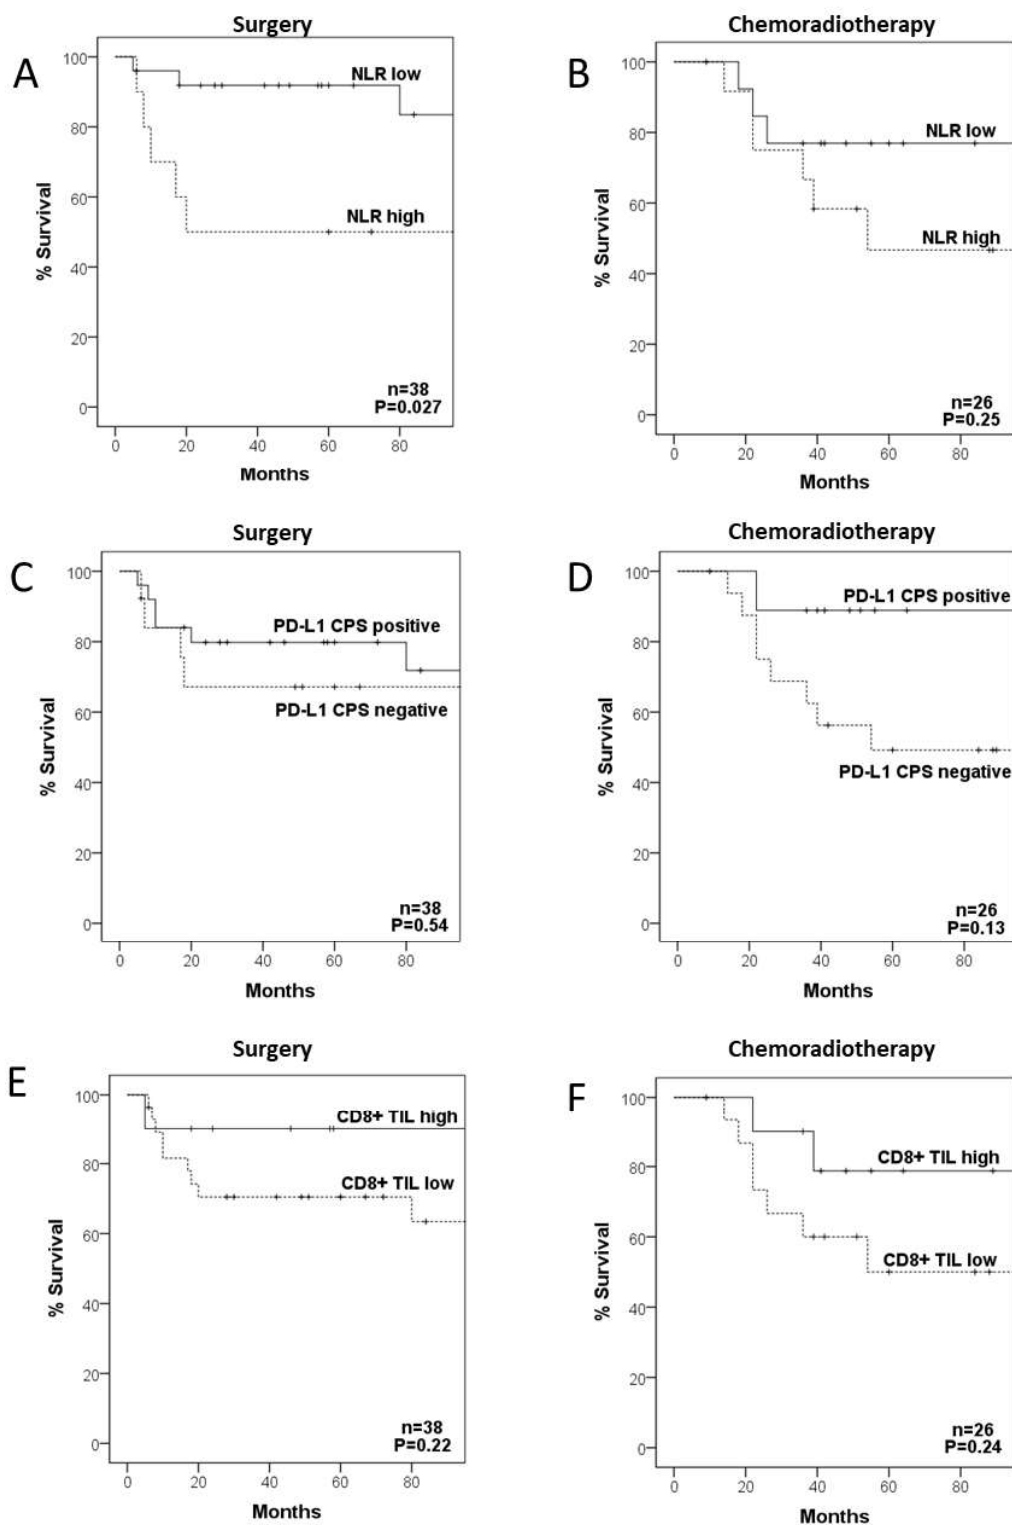 Surgery
A
100
80
60
40
20
0
% Survival
NLR low
NLR high
n=38
P=0.027
0 20 40 60 80
Months
Chemoradiotherapy
B
100
80
60
40
20
0
% Survival
NLR low
NLR high
n=26
P=0.25
0 20 40 60 80
Months
Surgery
C
100
80
60
40
20
0
% Survival
PD-L1 CPS positive
PD-L1 CPS negative
n=38
P=0.54
0 20 40 60 80
Months
Chemoradiotherapy
D
100
80
60
40
20
0
% Survival
PD-L1 CPS positive
PD-L1 CPS negative
n=26
P=0.13
0 20 40 60 80
Months
Surgery
E
100
80
60
40
20
0
% Survival
CD8+ TIL high
CD8+ TIL low
n=38
P=0.22
0 20 40 60 80
Months
Chemoradiotherapy
F
100
80
60
40
20
0
% Survival
CD8+ TIL high
CD8+ TIL low
n=26
P=0.24
0 20 40 60 80
Months